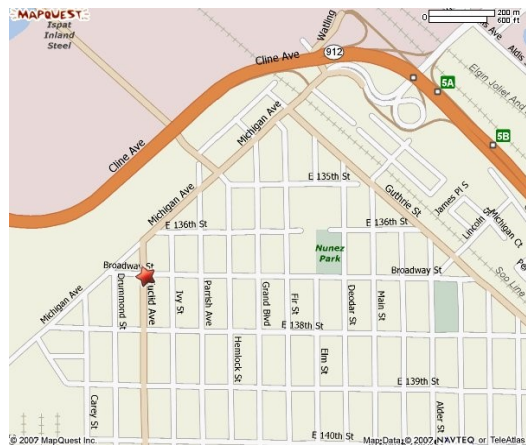 MAPQUEST
Ispat
Inland
Steel
200 m
600 ft
Watling
912
Cline Ave
5A
Elgin Joliet And
5B
Michigan Ave
Cline Ave
E 135th St
Guthrie St
James Pl S
Michigan Ave
E 136th St
E 136th St
Lincoln St
Michigan Ct
Nunez
Park
Soo Line
Broadway St
Broadway St
Michigan Ave
Drummond St
Euclid Ave
Ivy St
Parrish Ave
Grand Blvd
Fir St
Deodar St
Main St
E 138th St
Hemlock St
Elm St
E 139th St
Carey St
Alder St
E 140th St
© 2007 MapQuest Inc.
Map Data © 2007 NAVTEQ or TeleAtlas